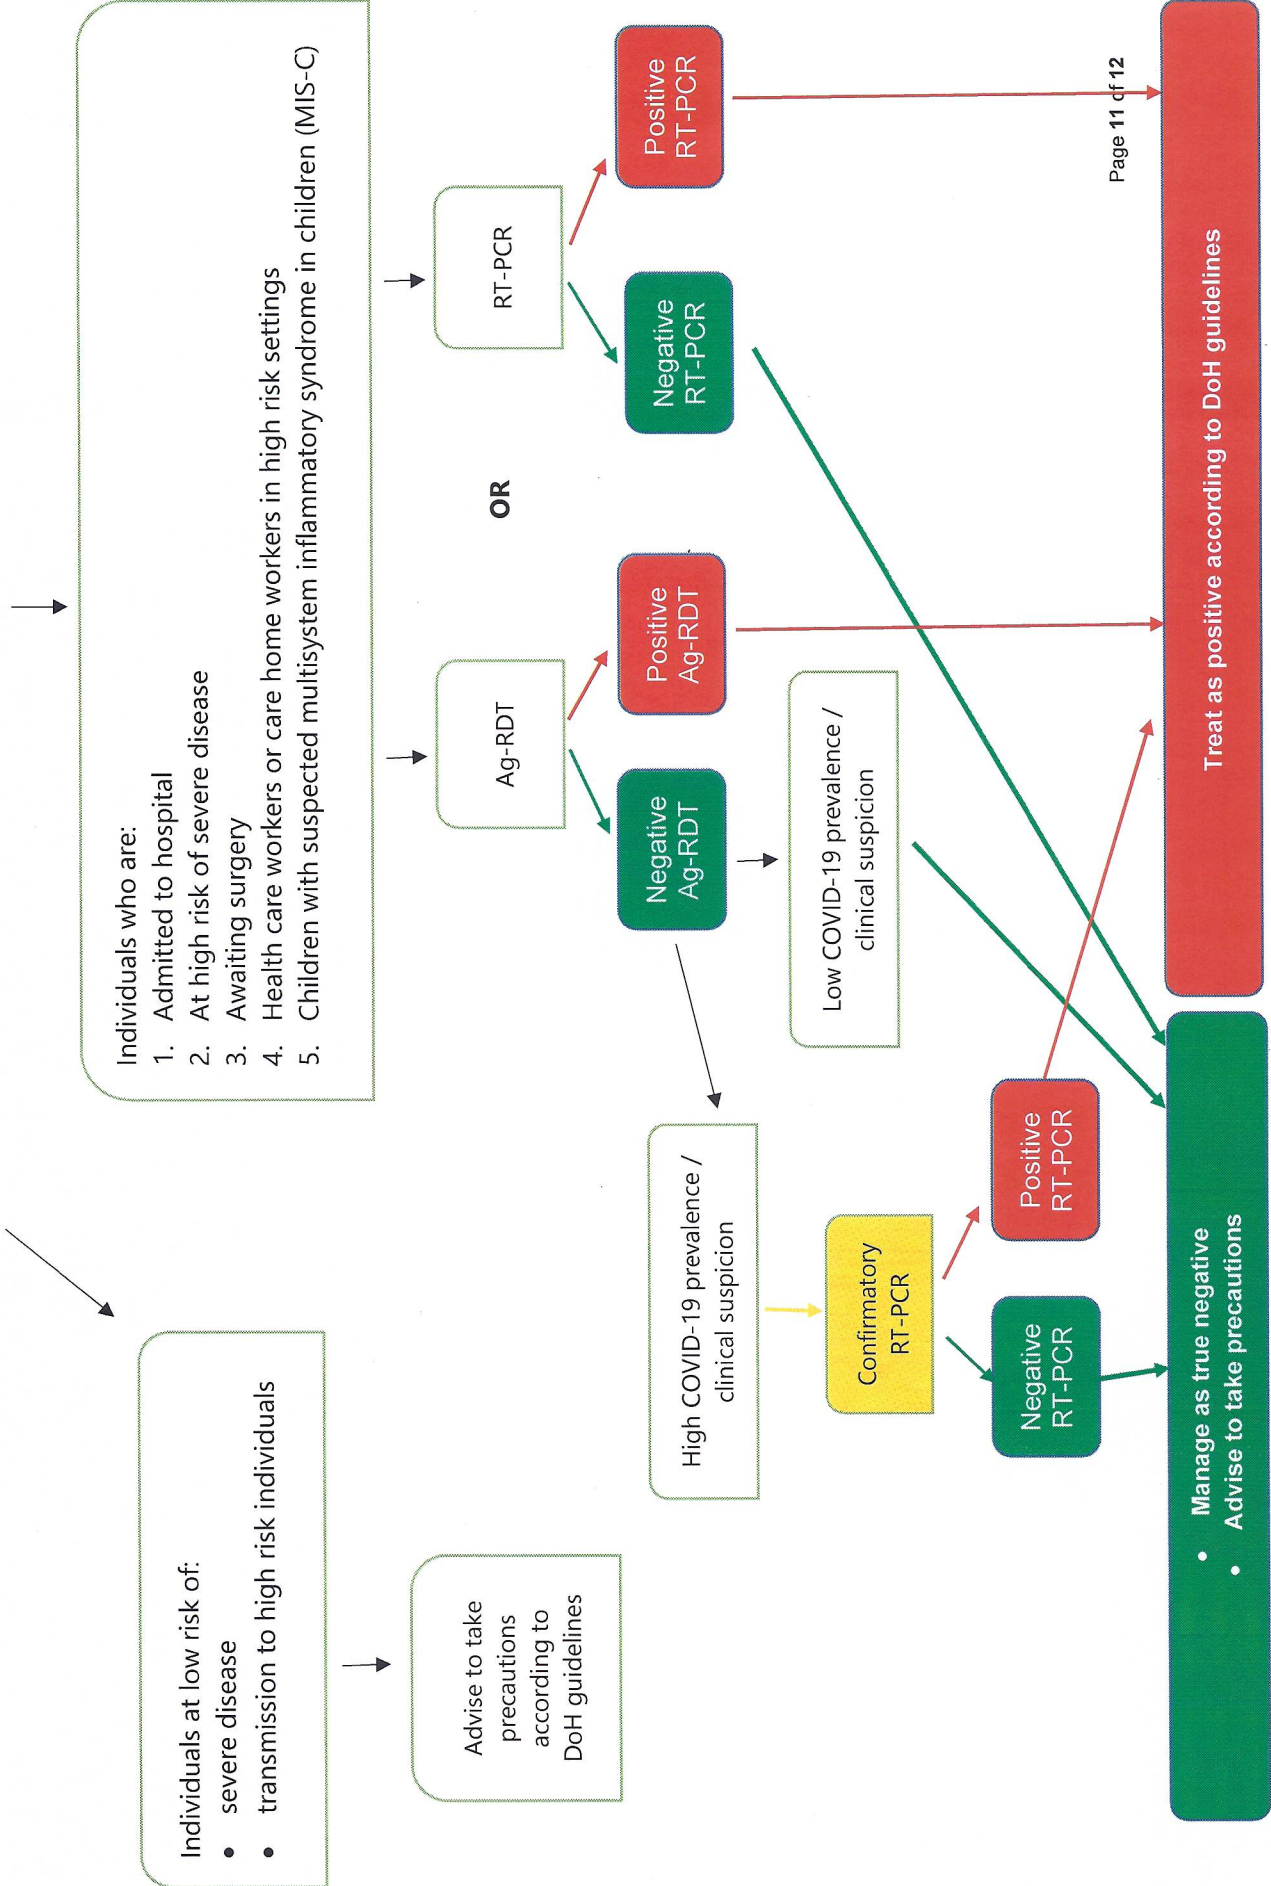 Individuals at low risk of:
• severe disease
• transmission to high risk individuals
Advise to take
precautions
according to
DoH guidelines
Individuals who are:
1. Admitted to hospital
2. At high risk of severe disease
3. Awaiting surgery
4. Health care workers or care home workers in high risk settings
5. Children with suspected multisystem inflammatory syndrome in children (MIS-C)
Ag-RDT
OR
RT-PCR
Negative
Ag-RDT
Positive
Ag-RDT
Negative
RT-PCR
Positive
RT-PCR
High COVID-19 prevalence /
clinical suspicion
Low COVID-19 prevalence /
clinical suspicion
Confirmatory
RT-PCR
Negative
RT-PCR
Positive
RT-PCR
• Manage as true negative
• Advise to take precautions
Treat as positive according to DoH guidelines
Page 11 of 12